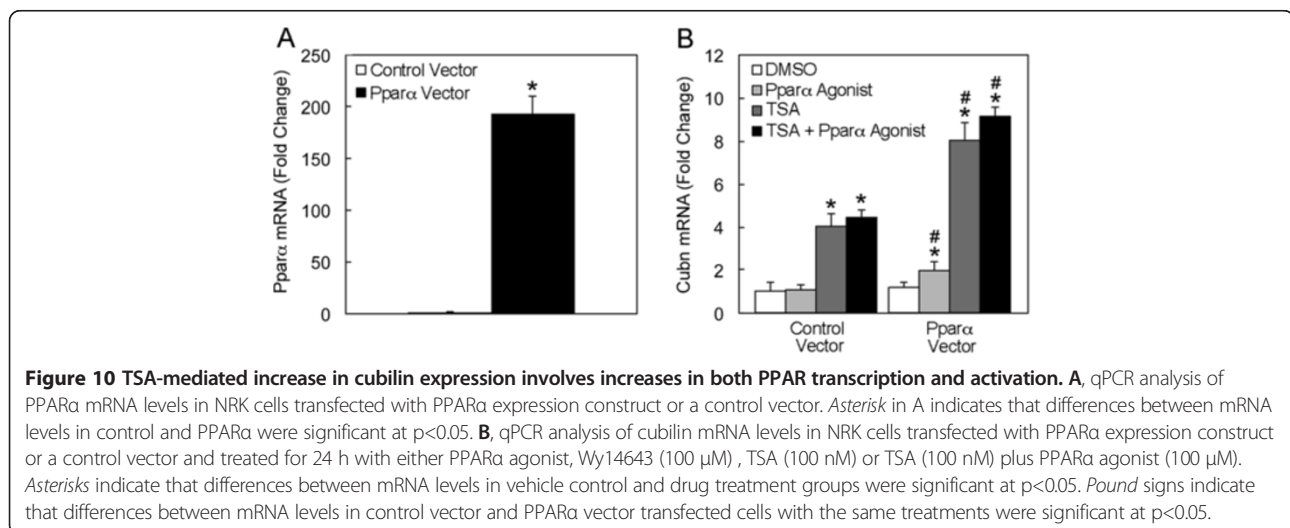 A
PPARα mRNA (Fold Change)
250
200
150
100
50
0
Control Vector
Pparα Vector
*
B
Cubn mRNA (Fold Change)
12
10
8
6
4
2
0
DMSO
Pparα Agonist
TSA
TSA + Pparα Agonist
* *
# *
# *
# *
Control Vector
Pparα Vector
Figure 10 TSA-mediated increase in cubilin expression involves increases in both PPAR transcription and activation. A, qPCR analysis of
PPARα mRNA levels in NRK cells transfected with PPARα expression construct or a control vector. Asterisk in A indicates that differences between mRNA
levels in control and PPARα were significant at p<0.05. B, qPCR analysis of cubilin mRNA levels in NRK cells transfected with PPARα expression construct
or a control vector and treated for 24 h with either PPARα agonist, Wy14643 (100 μM) , TSA (100 nM) or TSA (100 nM) plus PPARα agonist (100 μM).
Asterisks indicate that differences between mRNA levels in vehicle control and drug treatment groups were significant at p<0.05. Pound signs indicate
that differences between mRNA levels in control vector and PPARα vector transfected cells with the same treatments were significant at p<0.05.